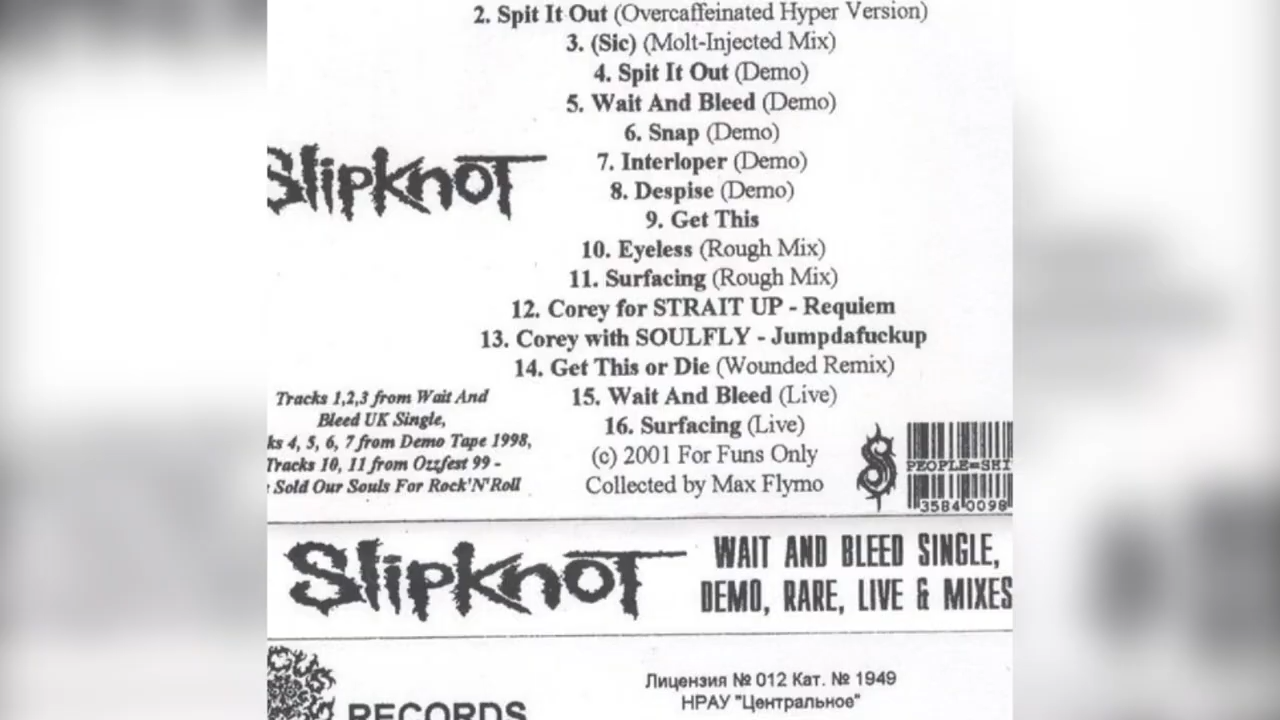 2. Spit It Out (Overcaffeinated Hyper Version)
3. (Sic) (Molt-Injected Mix)
4. Spit It Out (Demo)
5. Wait And Bleed (Demo)
6. Snap (Demo)
7. Interloper (Demo)
8. Despise (Demo)
9. Get This
10. Eyeless (Rough Mix)
11. Surfacing (Rough Mix)
12. Corey for STRAIT UP - Requiem
13. Corey with SOULFLY - Jumpdafuckup
14. Get This or Die (Wounded Remix)
15. Wait And Bleed (Live)
16. Surfacing (Live)
(c) 2001 For Funs Only
Collected by Max Flymo
Slipknot
Tracks 1,2,3 from Wait And
Bleed UK Single,
ks 4, 5, 6, 7 from Demo Tape 1998,
Tracks 10, 11 from Ozzfest 99 -
Sold Our Souls For Rock'N'Roll
PEOPLE=SHI
3584 0098
Slipknot
WAIT AND BLEED SINGLE,
DEMO, RARE, LIVE & MIXES
RECORDS
Лицензия № 012 Кат. № 1949
НРАУ "Центральное"